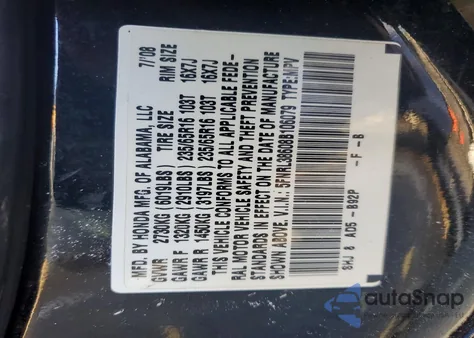 MFD. BY HONDA MFG. OF ALABAMA, LLC 7/'08
GVWR 2730KG (6019LBS) TIRE SIZE RIM SIZE
GAWR F 1320KG (2910LBS) 235/65R16 103T 16X7J
GAWR R 1450KG (3197LBS) 235/65R16 103T 16X7J
THIS VEHICLE CONFORMS TO ALL APPLICABLE FEDE-
RAL MOTOR VEHICLE SAFETY AND THEFT PREVENTION
STANDARDS IN EFFECT ON THE DATE OF MANUFACTURE
SHOWN ABOVE. V.I.N.: 5FNRL38608B106079 TYPE:MPV
SHJ 8 AD5 -B92P -F -B
autaSnap